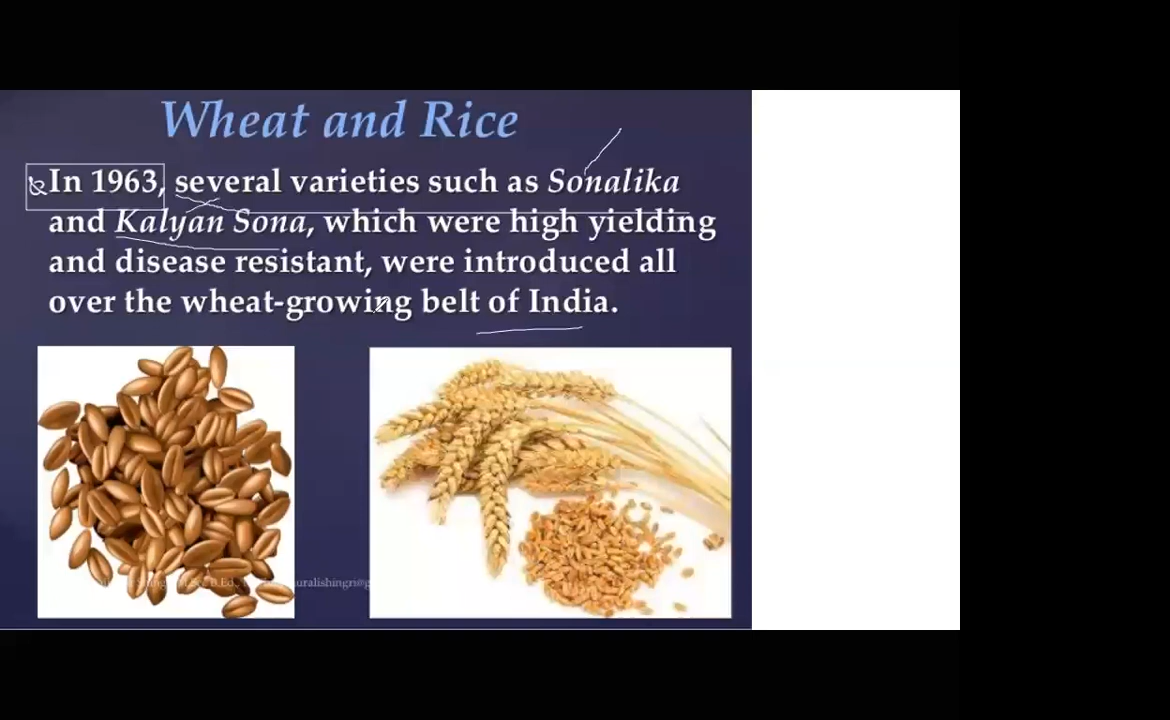 Wheat and Rice
In 1963, several varieties such as Sonalika
and Kalyan Sona, which were high yielding
and disease resistant, were introduced all
over the wheat-growing belt of India.
B.Ed.,